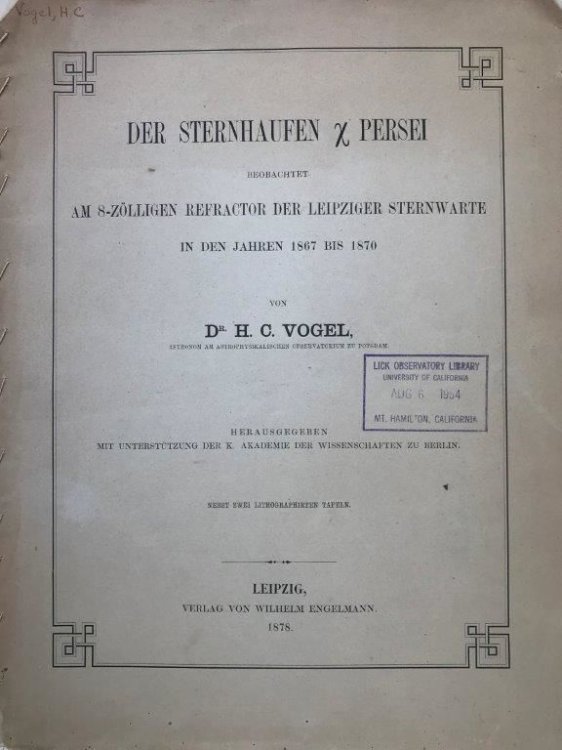 Vogel, H.C
DER STERNHAUFEN χ PERSEI
BEOBACHTET
AM 8-ZÖLLIGEN REFRACTOR DER LEIPZIGER STERNWARTE
IN DEN JAHREN 1867 BIS 1870
VON
DR. H. C. VOGEL,
ASTRONOM AM ASTROPHYSIKALISCHEN OBSERVATORIUM ZU POTSDAM.
LICK OBSERVATORY LIBRARY
UNIVERSITY OF CALIFORNIA
AUG 6 1954
MT. HAMILTON, CALIFORNIA
HERAUSGEGEBEN
MIT UNTERSTÜTZUNG DER K. AKADEMIE DER WISSENSCHAFTEN ZU BERLIN.
NEBST ZWEI LITHOGRAPHIRTEN TAFELN.
LEIPZIG,
VERLAG VON WILHELM ENGELMANN.
1878.